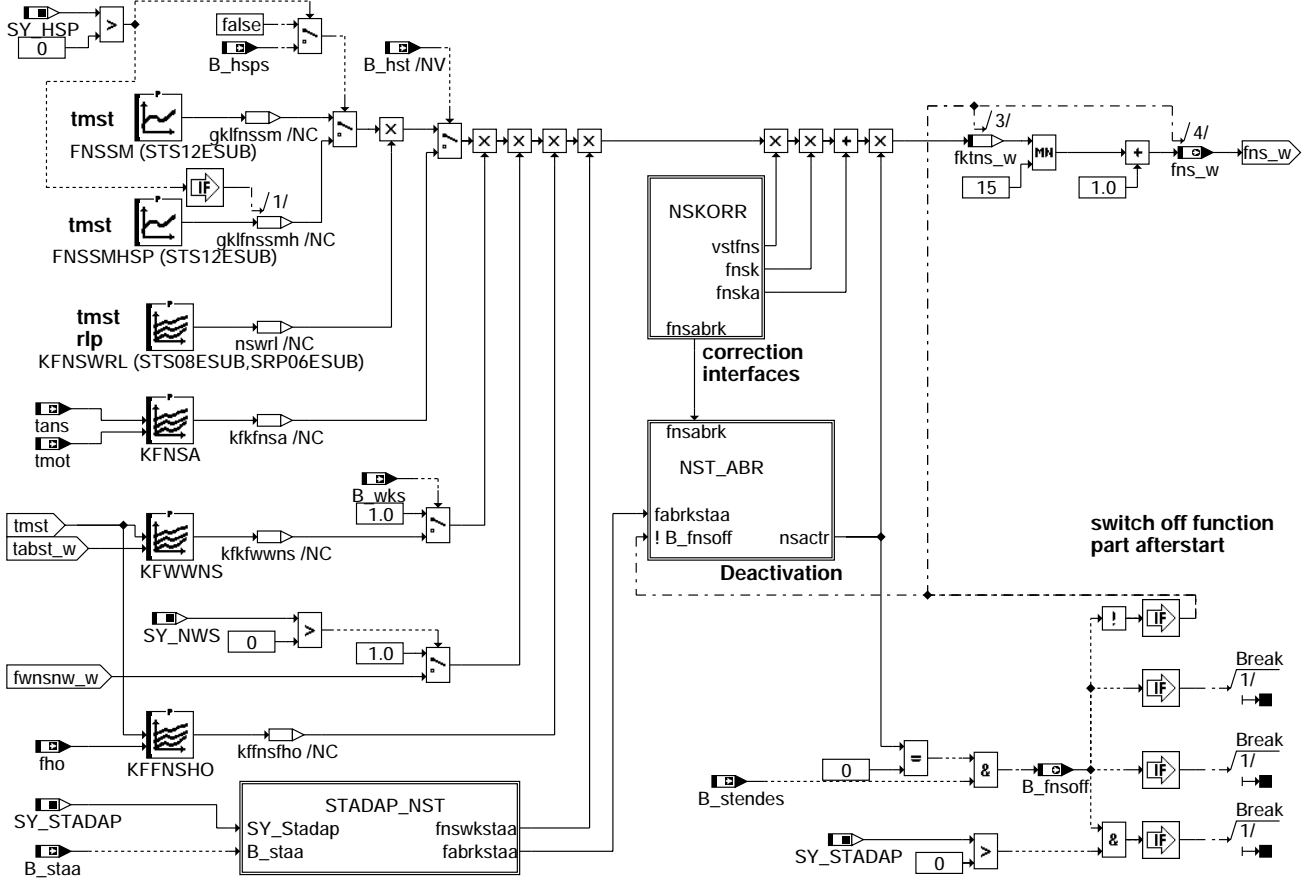 SY_HSP
>
0
false
B_hsps
B_hst /NV
tmst
P
gklfnssm /NC
FNSSM (STS12ESUB)
IF
/1/
tmst
P
gklfnssmh /NC
FNSSMHSP (STS12ESUB)
tmst
rlp
P
nswrl /NC
KFNSWRL (STS08ESUB,SRP06ESUB)
tans
tmot
P
kfkfnsa /NC
KFNSA
B_wks
1.0
tmst
tabst_w
P
kfkfwwns /NC
KFWWNS
SY_NWS
0
>
1.0
fwnsnw_w
fho
P
kffnsfho /NC
KFFNSHO
SY_STADAP
B_staa
STADAP_NST
SY_Stadap
B_staa
fnswkstaa
fabrkstaa
X
X
X
X
X
X
X
+
X
NSKORR
vstfns
fnsk
fnska
fnsabrk
correction
interfaces
fnsabrk
NST_ABR
fabrkstaa
! B_fnsoff
nsactr
Deactivation
/3/
fktns_w
15
MN
1.0
+
/4/
fns_w
fns_w
switch off function
part afterstart
!
IF
IF
Break
1/
0
=
B_stendes
&
B_fnsoff
IF
Break
1/
SY_STADAP
0
>
&
IF
Break
1/